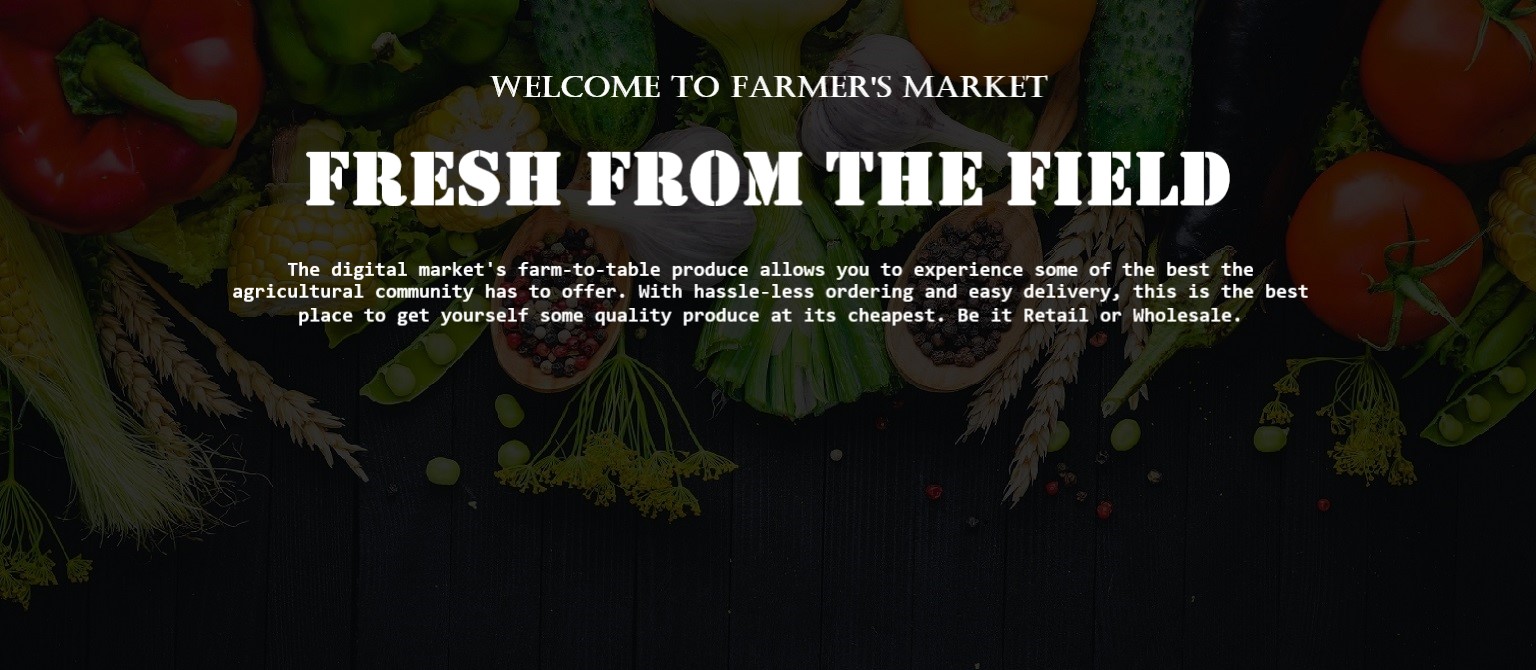 WELCOME TO FARMER'S MARKET
FRESH FROM THE FIELD
The digital market's farm-to-table produce allows you to experience some of the best the
agricultural community has to offer. With hassle-less ordering and easy delivery, this is the best
place to get yourself some quality produce at its cheapest. Be it Retail or Wholesale.